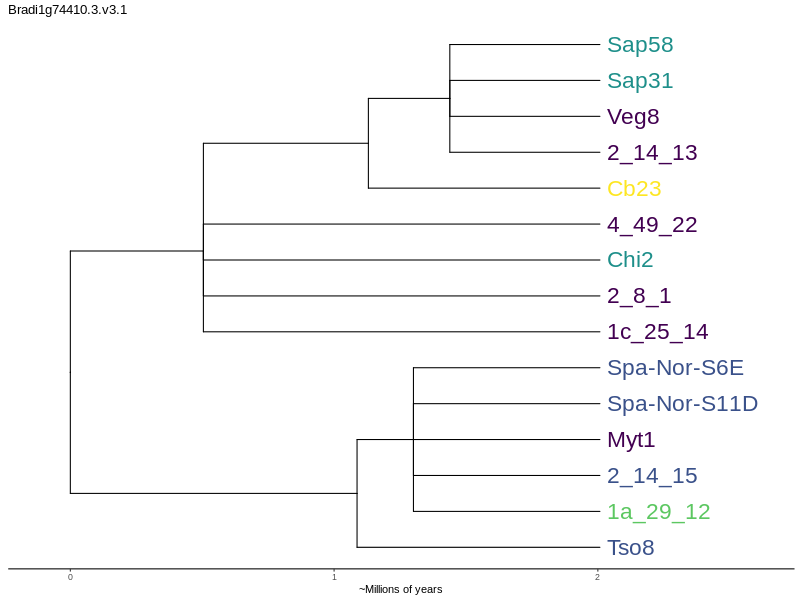 Bradi1g74410.3.v3.1
Sap58
Sap31
Veg8
2_14_13
Cb23
4_49_22
Chi2
2_8_1
1c_25_14
Spa-Nor-S6E
Spa-Nor-S11D
Myt1
2_14_15
1a_29_12
Tso8
0 1 2
~Millions of years